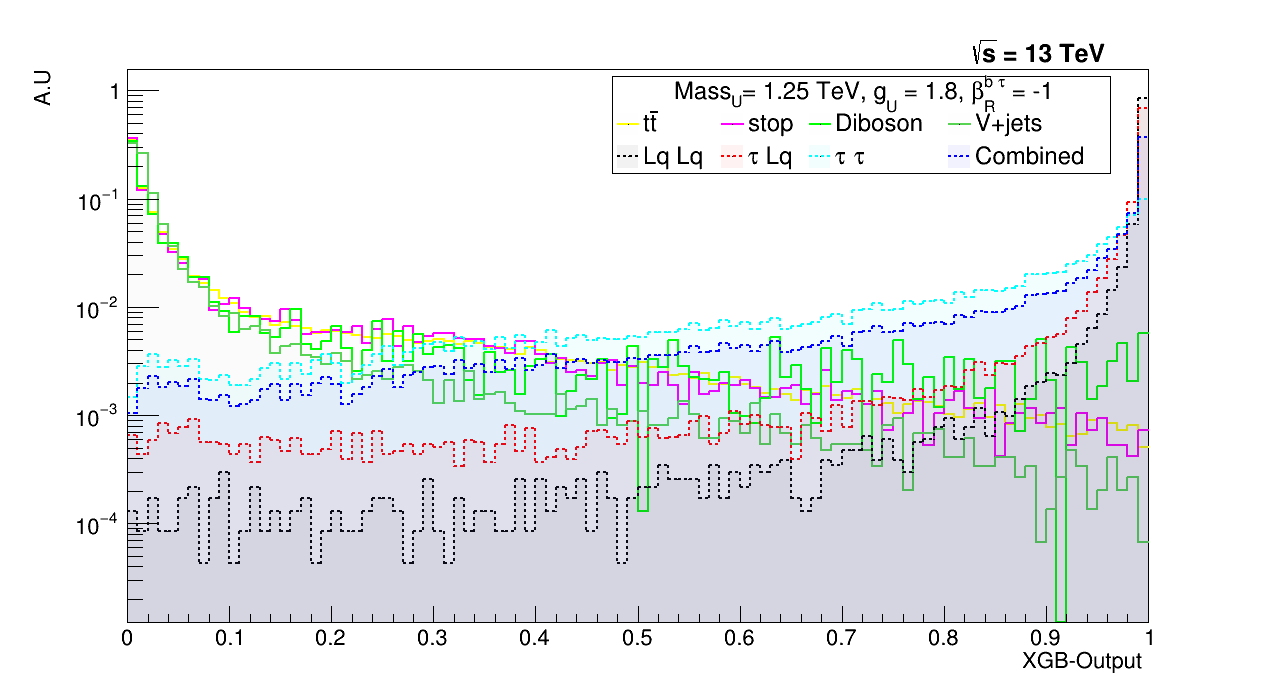 √s = 13 TeV
A.U
Mass_U= 1.25 TeV, g_U = 1.8, β_R^{b τ} = -1
tt̄ stop Diboson V+jets
Lq Lq τ Lq τ τ Combined
1
10⁻¹
10⁻²
10⁻³
10⁻⁴
0 0.1 0.2 0.3 0.4 0.5 0.6 0.7 0.8 0.9 1
XGB-Output